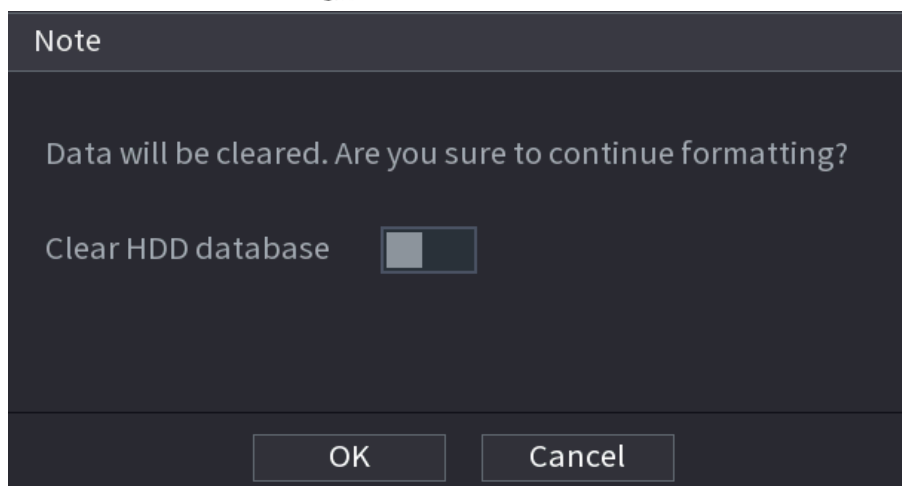 Note
Data will be cleared. Are you sure to continue formatting?
Clear HDD database
OK
Cancel